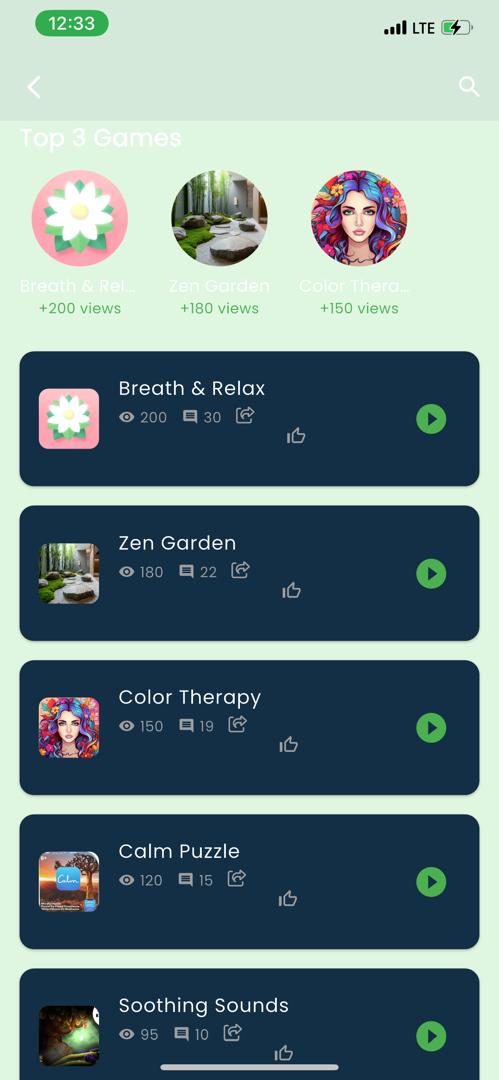 12:33
LTE
Top 3 Games
Breath & Rel...
Zen Garden
Color Thera...
+200 views
+180 views
+150 views
Breath & Relax
200
30
Zen Garden
180
22
Color Therapy
150
19
Calm Puzzle
120
15
Calm
Soothing Sounds
95
10